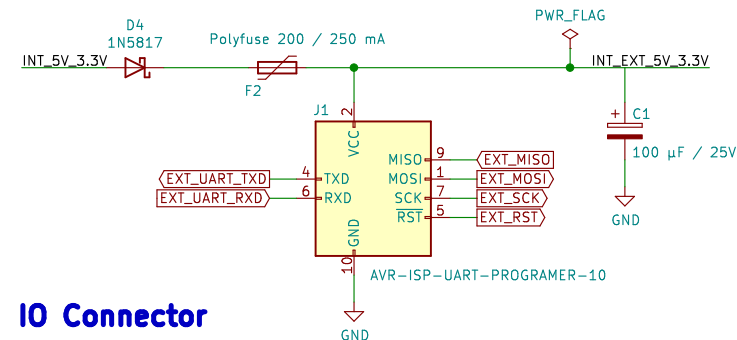 PWR_FLAG
D4
1N5817
Polyfuse 200 / 250 mA
INT_5V_3.3V
INT_EXT_5V_3.3V
F2
J1
2
VCC
+
C1
100 µF / 25V
MISO
9
EXT_MISO
EXT_UART_TXD
4
TXD
MOSI
1
EXT_MOSI
EXT_UART_RXD
6
RXD
SCK
7
EXT_SCK
RST
5
EXT_RST
GND
GND
10
AVR-ISP-UART-PROGRAMER-10
IO Connector
GND